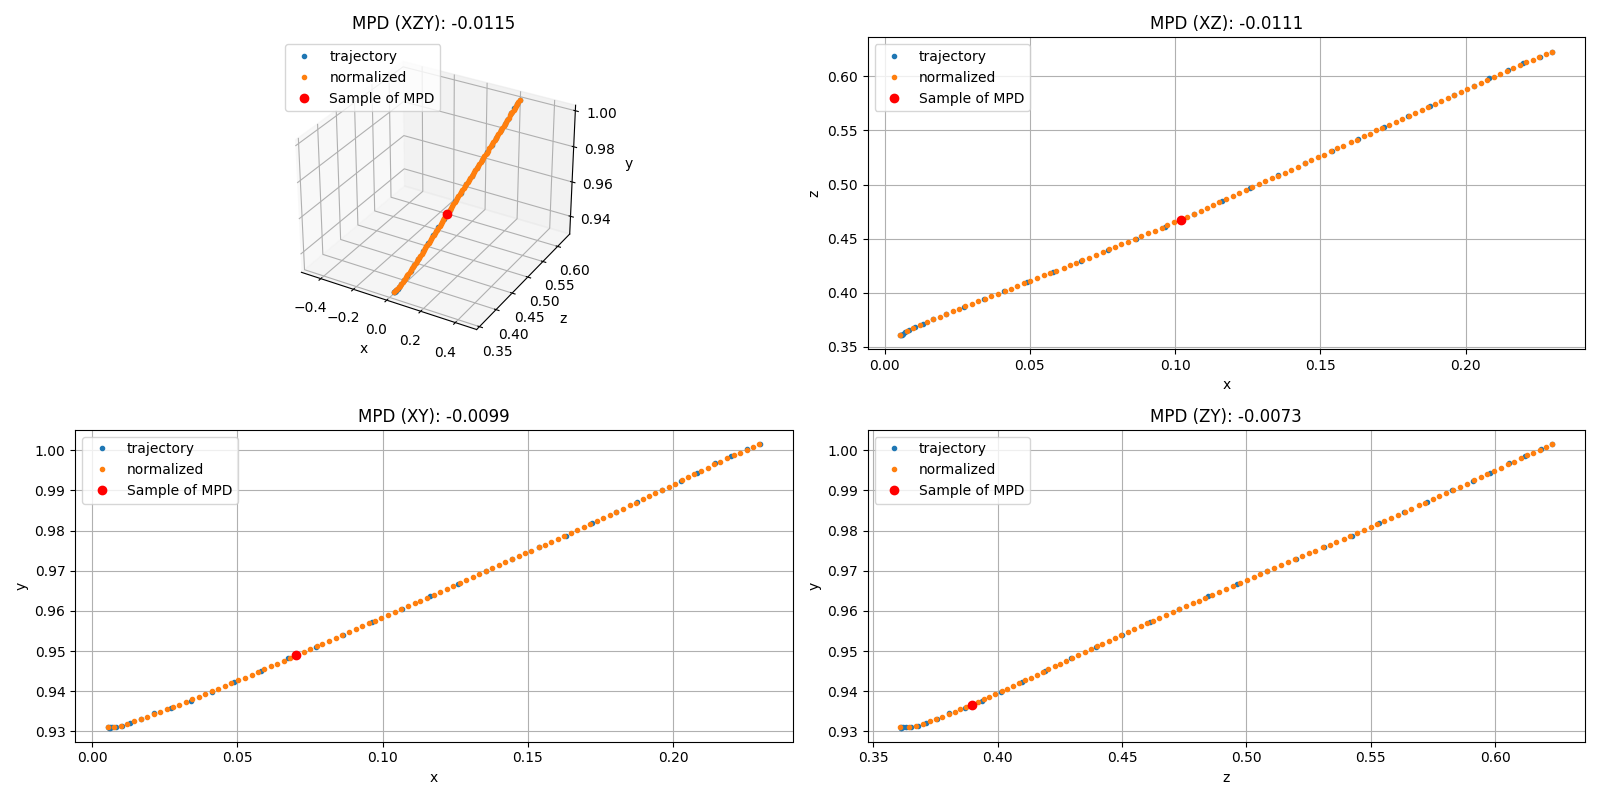 MPD (XZY): -0.0115
trajectory
normalized
Sample of MPD
1.00
0.98
0.96
0.94
y
0.60
0.55
0.50
0.45
0.40
0.35
z
−0.4
−0.2
0.0
0.2
0.4
x
MPD (XZ): -0.0111
trajectory
normalized
Sample of MPD
0.60
0.55
0.50
0.45
0.40
0.35
z
0.00 0.05 0.10 0.15 0.20
x
MPD (XY): -0.0099
trajectory
normalized
Sample of MPD
1.00
0.99
0.98
0.97
0.96
0.95
0.94
0.93
y
0.00 0.05 0.10 0.15 0.20
x
MPD (ZY): -0.0073
trajectory
normalized
Sample of MPD
1.00
0.99
0.98
0.97
0.96
0.95
0.94
0.93
y
0.35 0.40 0.45 0.50 0.55 0.60
z